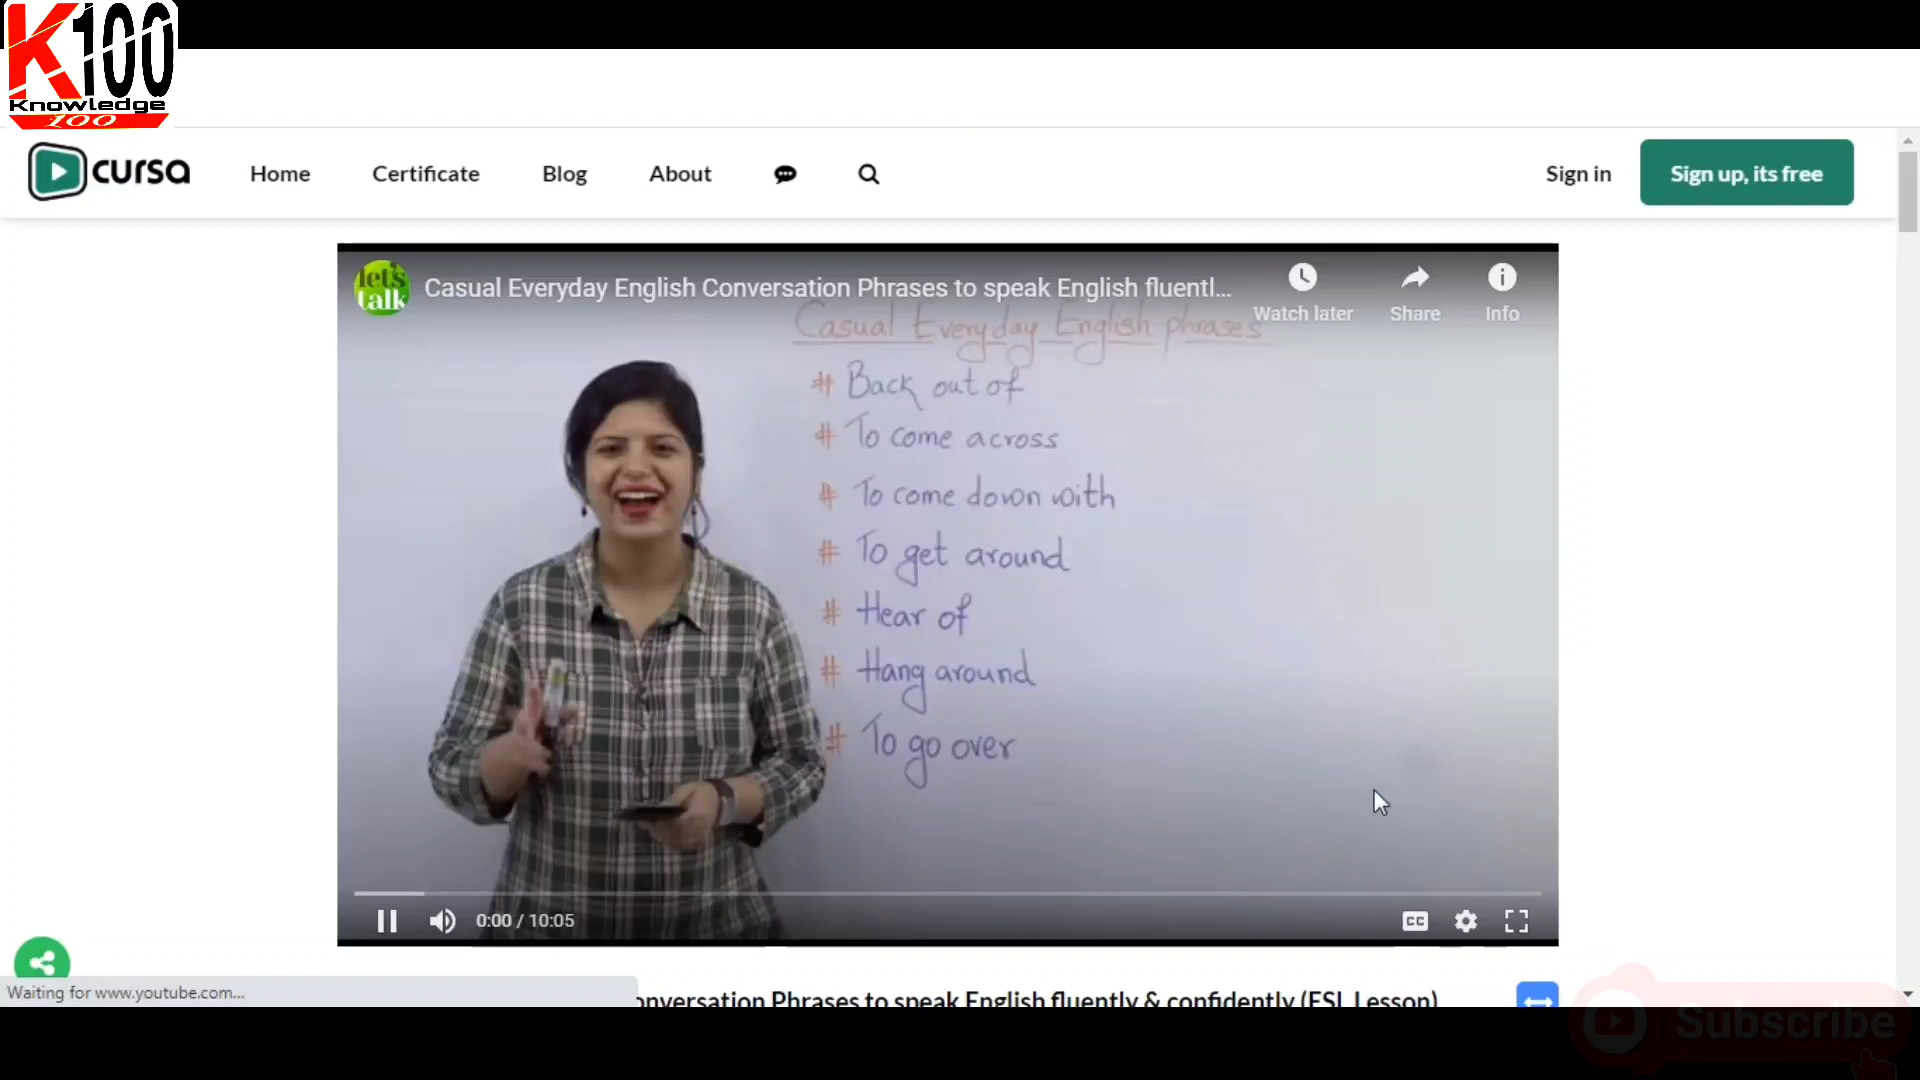 K100
Knowledge
100
cursa
Home
Certificate
Blog
About
Sign in
Sign up, its free
let's
talk
Casual Everyday English Conversation Phrases to speak English fluentl...
Watch later
Share
Info
Casual Everyday English phrases
# Back out of
# To come across
# To come down with
# To get around
# Hear of
# Hang around
# To go over
0:00 / 10:05
CC
Waiting for www.youtube.com...
onversation Phrases to speak English fluently & confidently (ESL Lesson)
Subscribe